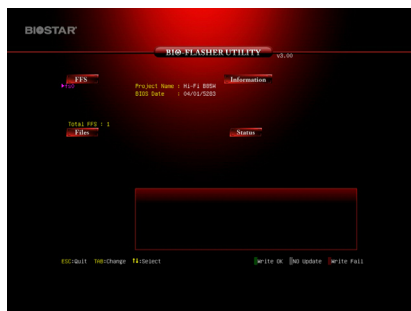 BIOSTAR
BIO-FLASHER UTILITY v3.00
FFS
Information
Project Name : Hi-Fi B85W
BIOS Date : 04/01/5203
Total FFS : 1
Files
Status
ESC:Quit TAB:Change ↑↓:Select
Write OK
NO Update
Write Fail